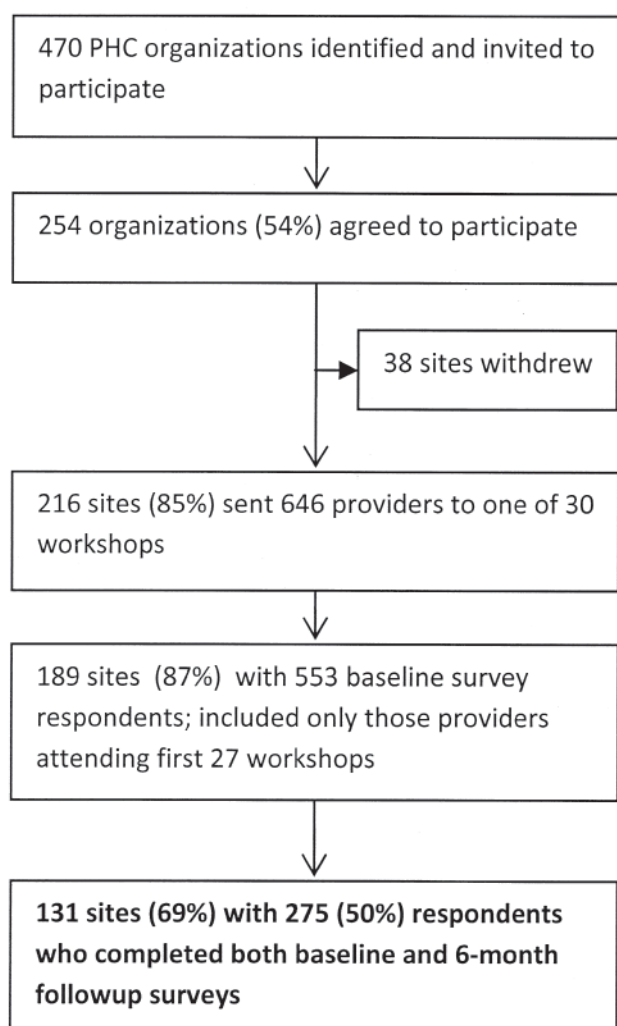 470 PHC organizations identified and invited to
participate
254 organizations (54%) agreed to participate
38 sites withdrew
216 sites (85%) sent 646 providers to one of 30
workshops
189 sites (87%) with 553 baseline survey
respondents; included only those providers
attending first 27 workshops
131 sites (69%) with 275 (50%) respondents
who completed both baseline and 6-month
followup surveys